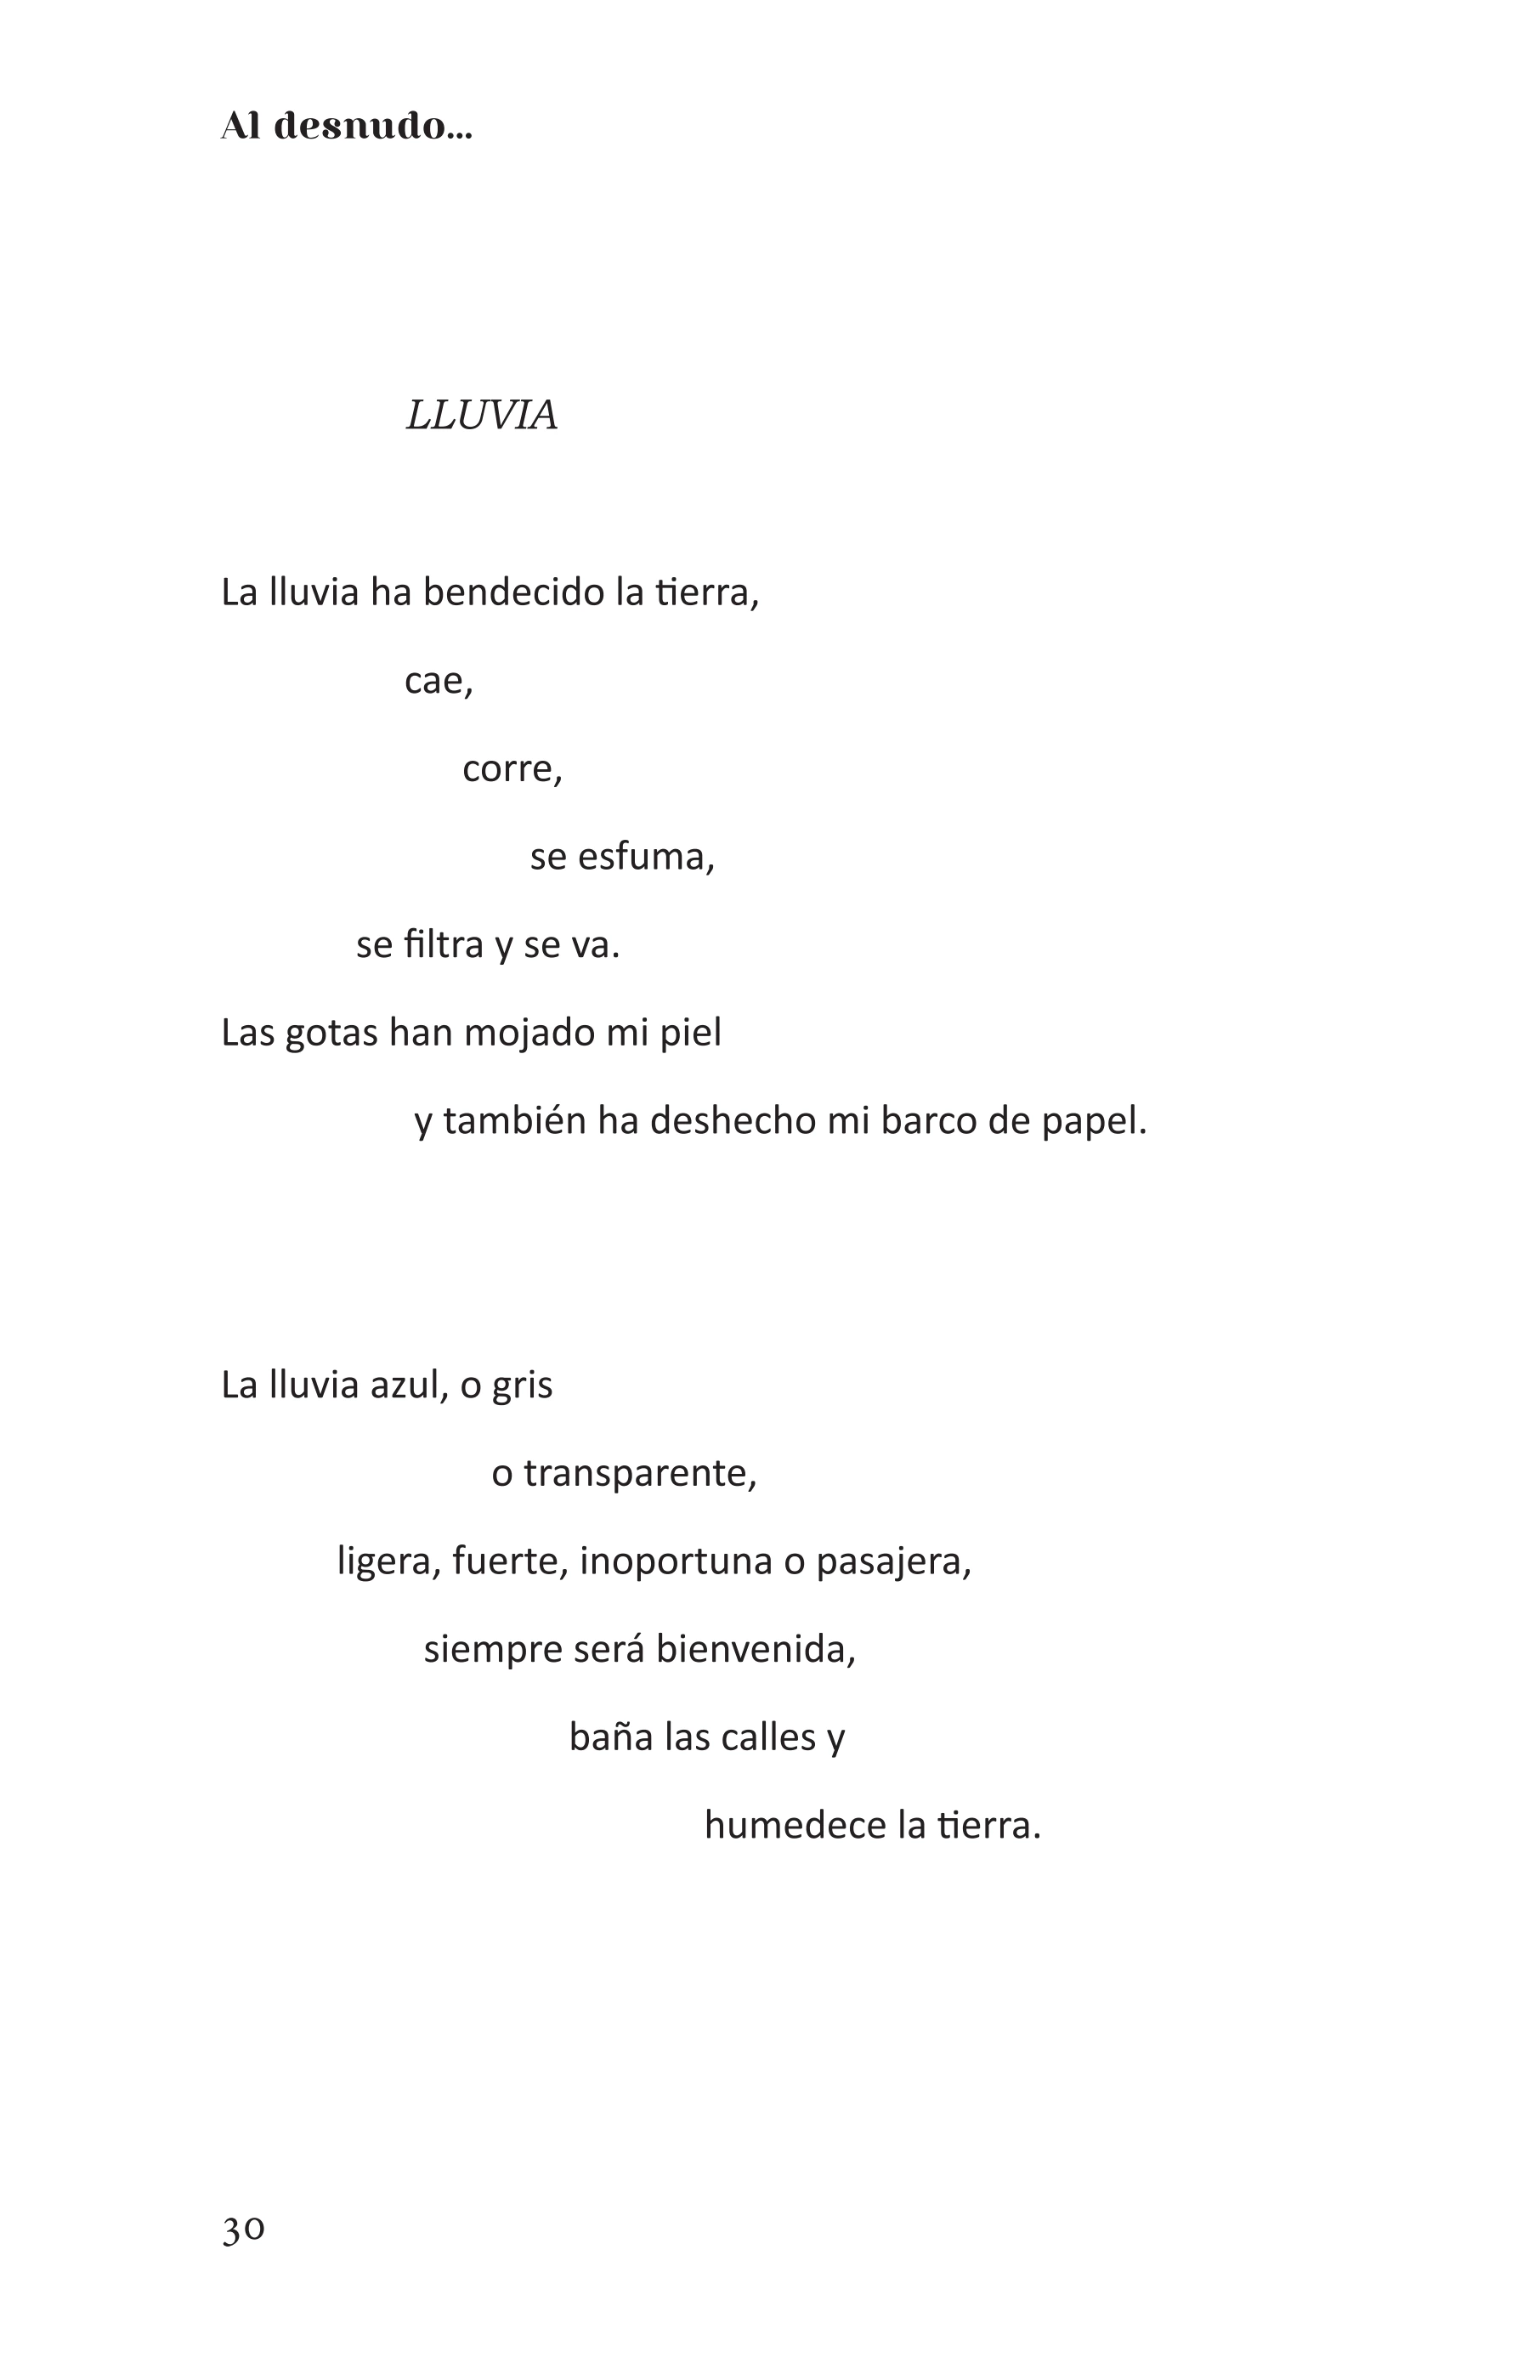 Al desnudo...
LLUVIA
La lluvia ha bendecido la tierra,
cae,
corre,
se esfuma,
se filtra y se va.
Las gotas han mojado mi piel
y también ha deshecho mi barco de papel.
La lluvia azul, o gris
o transparente,
ligera, fuerte, inoportuna o pasajera,
siempre será bienvenida,
baña las calles y
humedece la tierra.
30